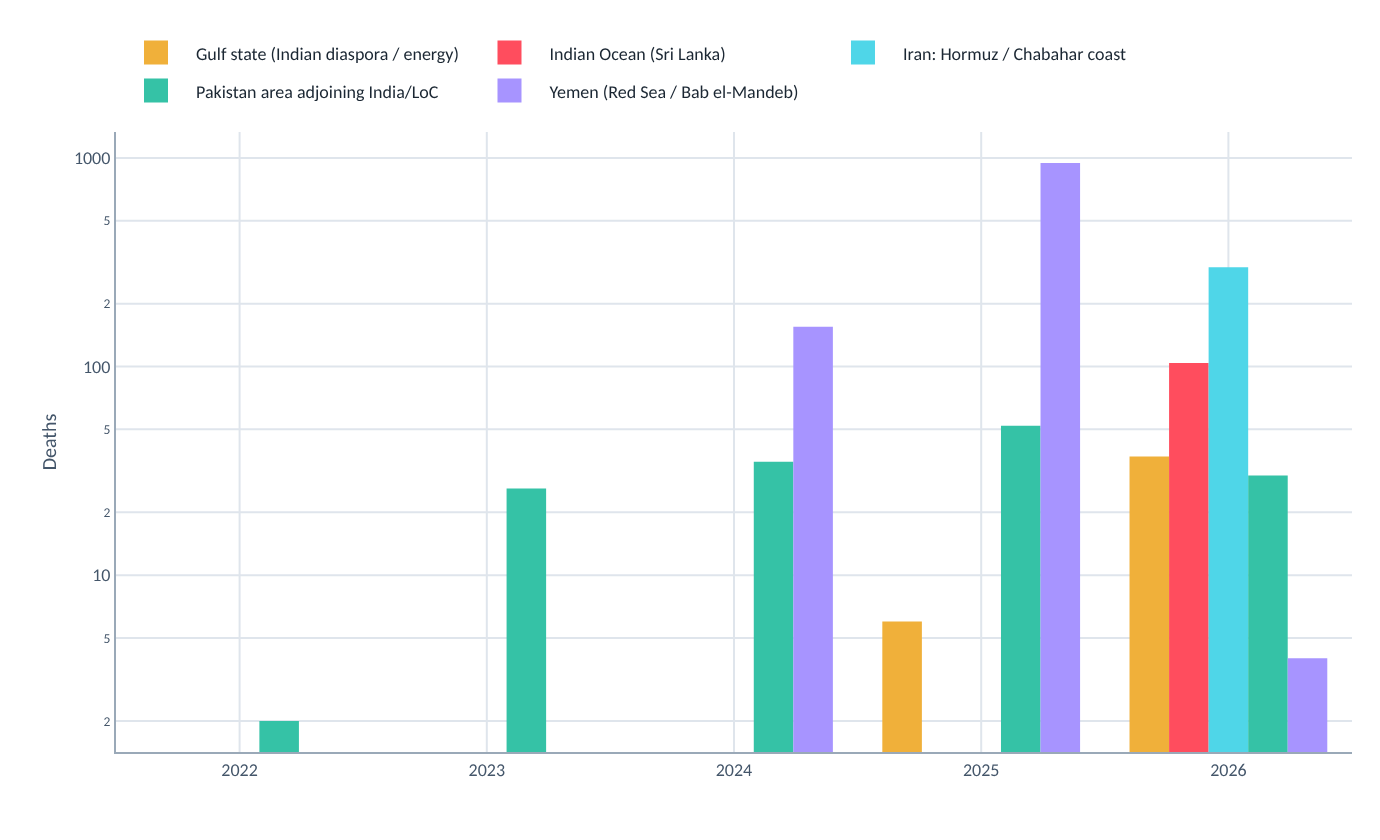 Gulf state (Indian diaspora / energy)
Indian Ocean (Sri Lanka)
Iran: Hormuz / Chabahar coast
Pakistan area adjoining India/LoC
Yemen (Red Sea / Bab el-Mandeb)
1000
5
2
100
5
2
10
5
2
Deaths
2022
2023
2024
2025
2026